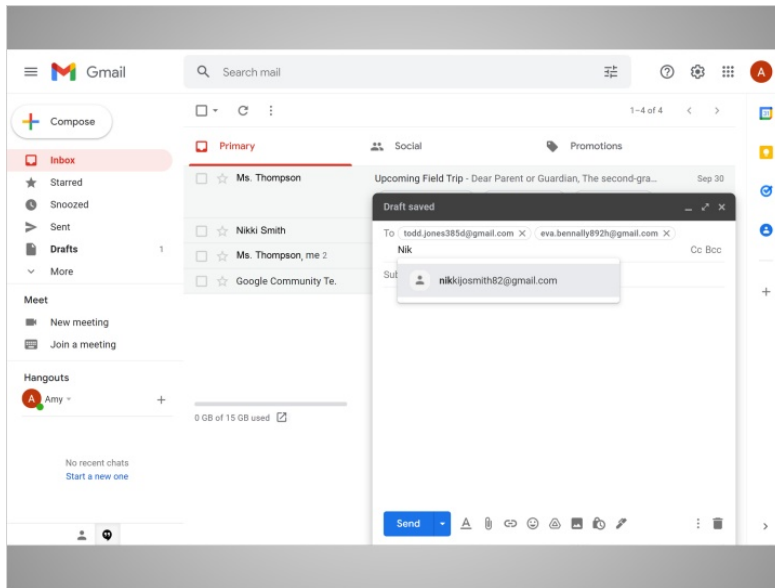 Gmail
Search mail
A
Compose
1–4 of 4
Primary
Social
Promotions
Inbox
Starred
Snoozed
Sent
Drafts 1
More
Ms. Thompson
Upcoming Field Trip - Dear Parent or Guardian, The second-gra...
Sep 30
Nikki Smith
Ms. Thompson, me 2
Google Community Te.
Draft saved
To todd.jones385d@gmail.com eva.bennally892h@gmail.com
Nik
Cc Bcc
Sub
nikkijosmith82@gmail.com
Meet
New meeting
Join a meeting
Hangouts
A Amy
No recent chats
Start a new one
0 GB of 15 GB used
Send
A